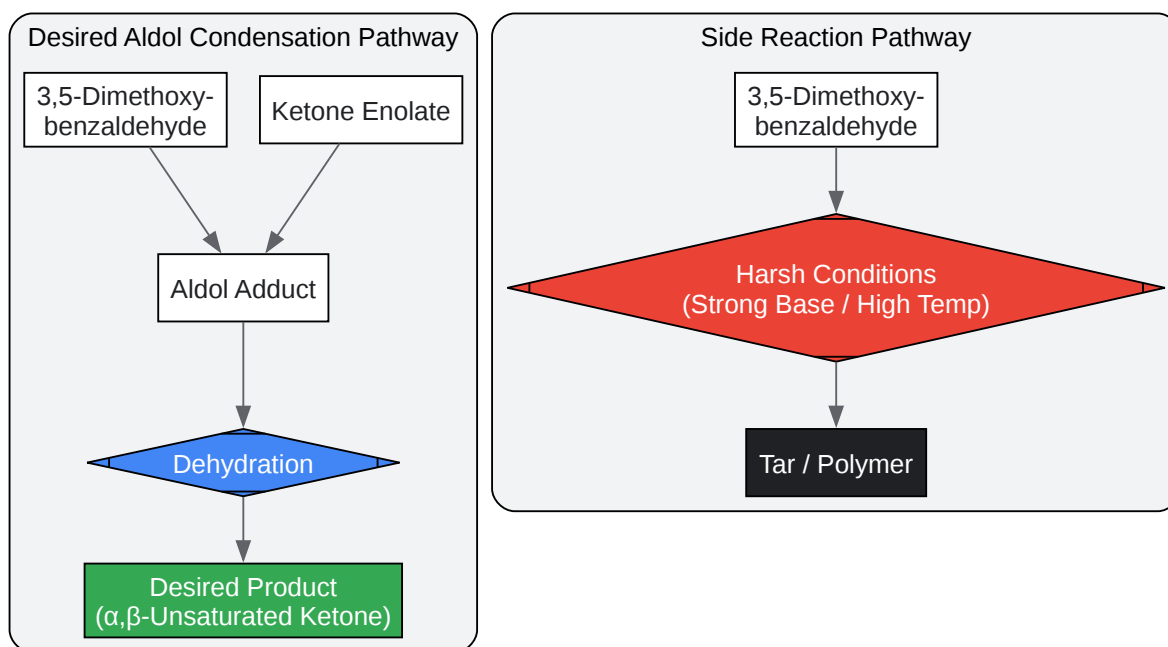 Desired Aldol Condensation Pathway
3,5-Dimethoxy-
benzaldehyde
Ketone Enolate
Aldol Adduct
Dehydration
Desired Product
(α,β-Unsaturated Ketone)
Side Reaction Pathway
3,5-Dimethoxy-
benzaldehyde
Harsh Conditions
(Strong Base / High Temp)
Tar / Polymer